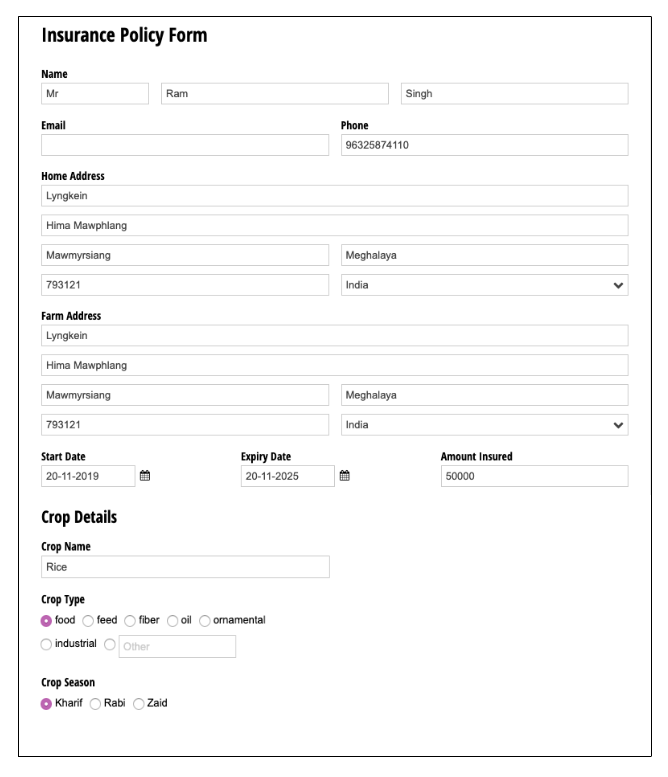 Insurance Policy Form
Name
Mr Ram Singh
Email Phone
96325874110
Home Address
Lyngkein
Hima Mawphlang
Mawmyrsiang Meghalaya
793121 India
Farm Address
Lyngkein
Hima Mawphlang
Mawmyrsiang Meghalaya
793121 India
Start Date Expiry Date Amount Insured
20-11-2019 20-11-2025 50000
Crop Details
Crop Name
Rice
Crop Type
food feed fiber oil ornamental
industrial Other
Crop Season
Kharif Rabi Zaid